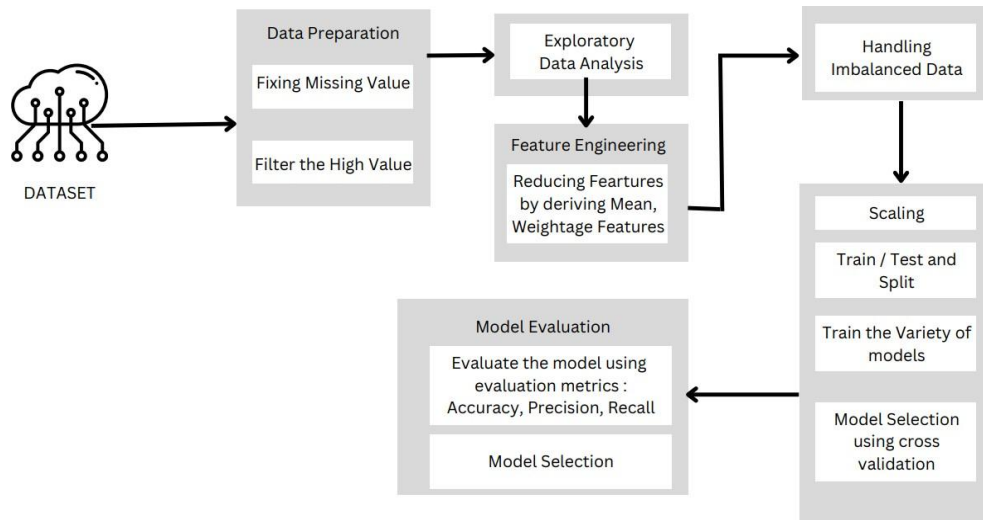 DATASET
Data Preparation
Fixing Missing Value
Filter the High Value
Exploratory
Data Analysis
Feature Engineering
Reducing Feartures
by deriving Mean,
Weightage Features
Handling
Imbalanced Data
Scaling
Train / Test and
Split
Train the Variety of
models
Model Selection
using cross
validation
Model Evaluation
Evaluate the model using
evaluation metrics :
Accuracy, Precision, Recall
Model Selection